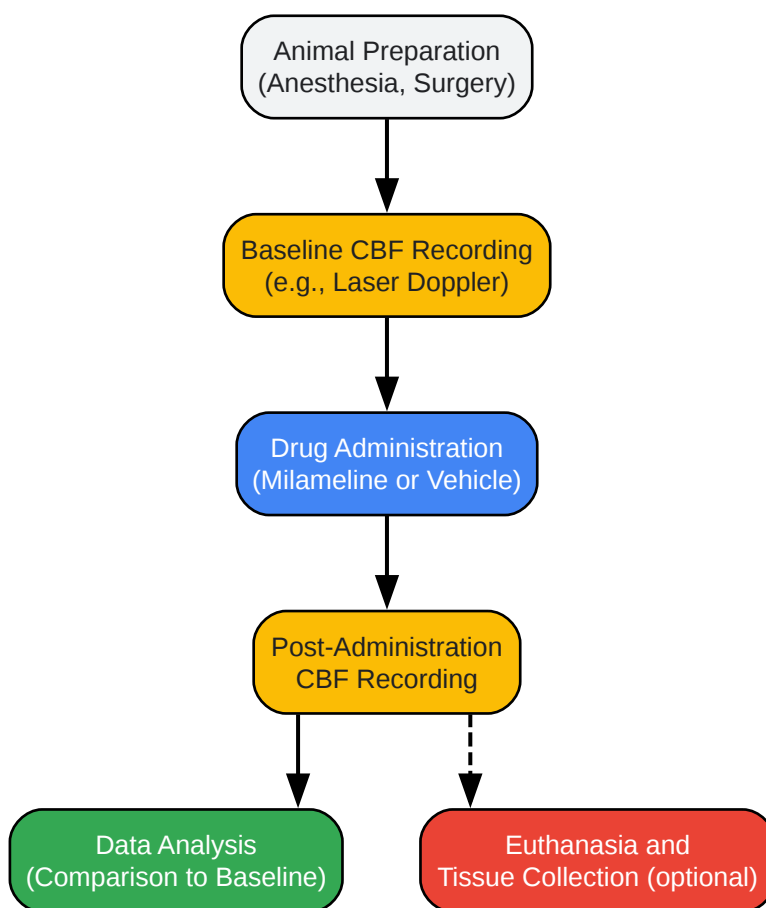 Animal Preparation
(Anesthesia, Surgery)
Baseline CBF Recording
(e.g., Laser Doppler)
Drug Administration
(Milameline or Vehicle)
Post-Administration
CBF Recording
Data Analysis
(Comparison to Baseline)
Euthanasia and
Tissue Collection (optional)